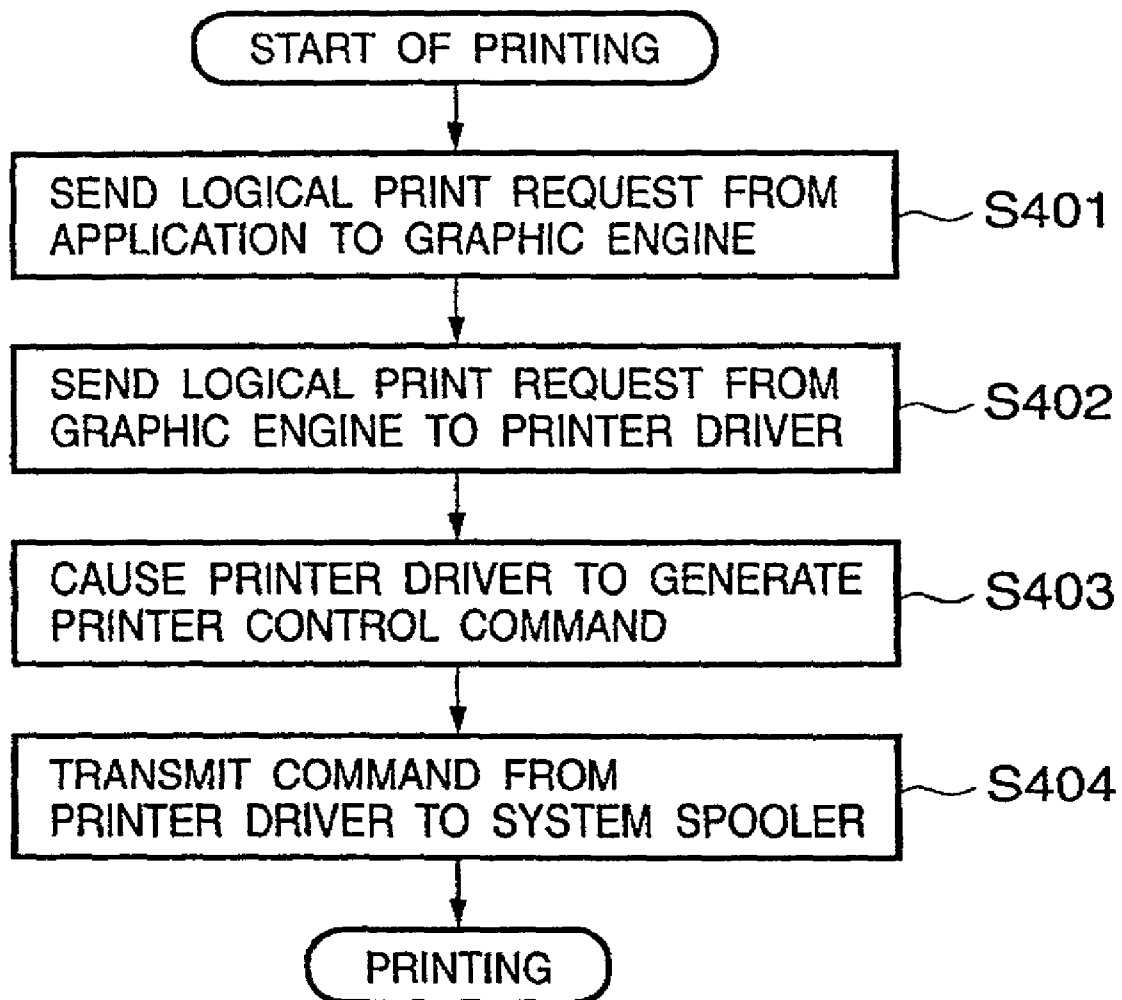 START OF PRINTING
SEND LOGICAL PRINT REQUEST FROM
APPLICATION TO GRAPHIC ENGINE
S401
SEND LOGICAL PRINT REQUEST FROM
GRAPHIC ENGINE TO PRINTER DRIVER
S402
CAUSE PRINTER DRIVER TO GENERATE
PRINTER CONTROL COMMAND
S403
TRANSMIT COMMAND FROM
PRINTER DRIVER TO SYSTEM SPOOLER
S404
PRINTING